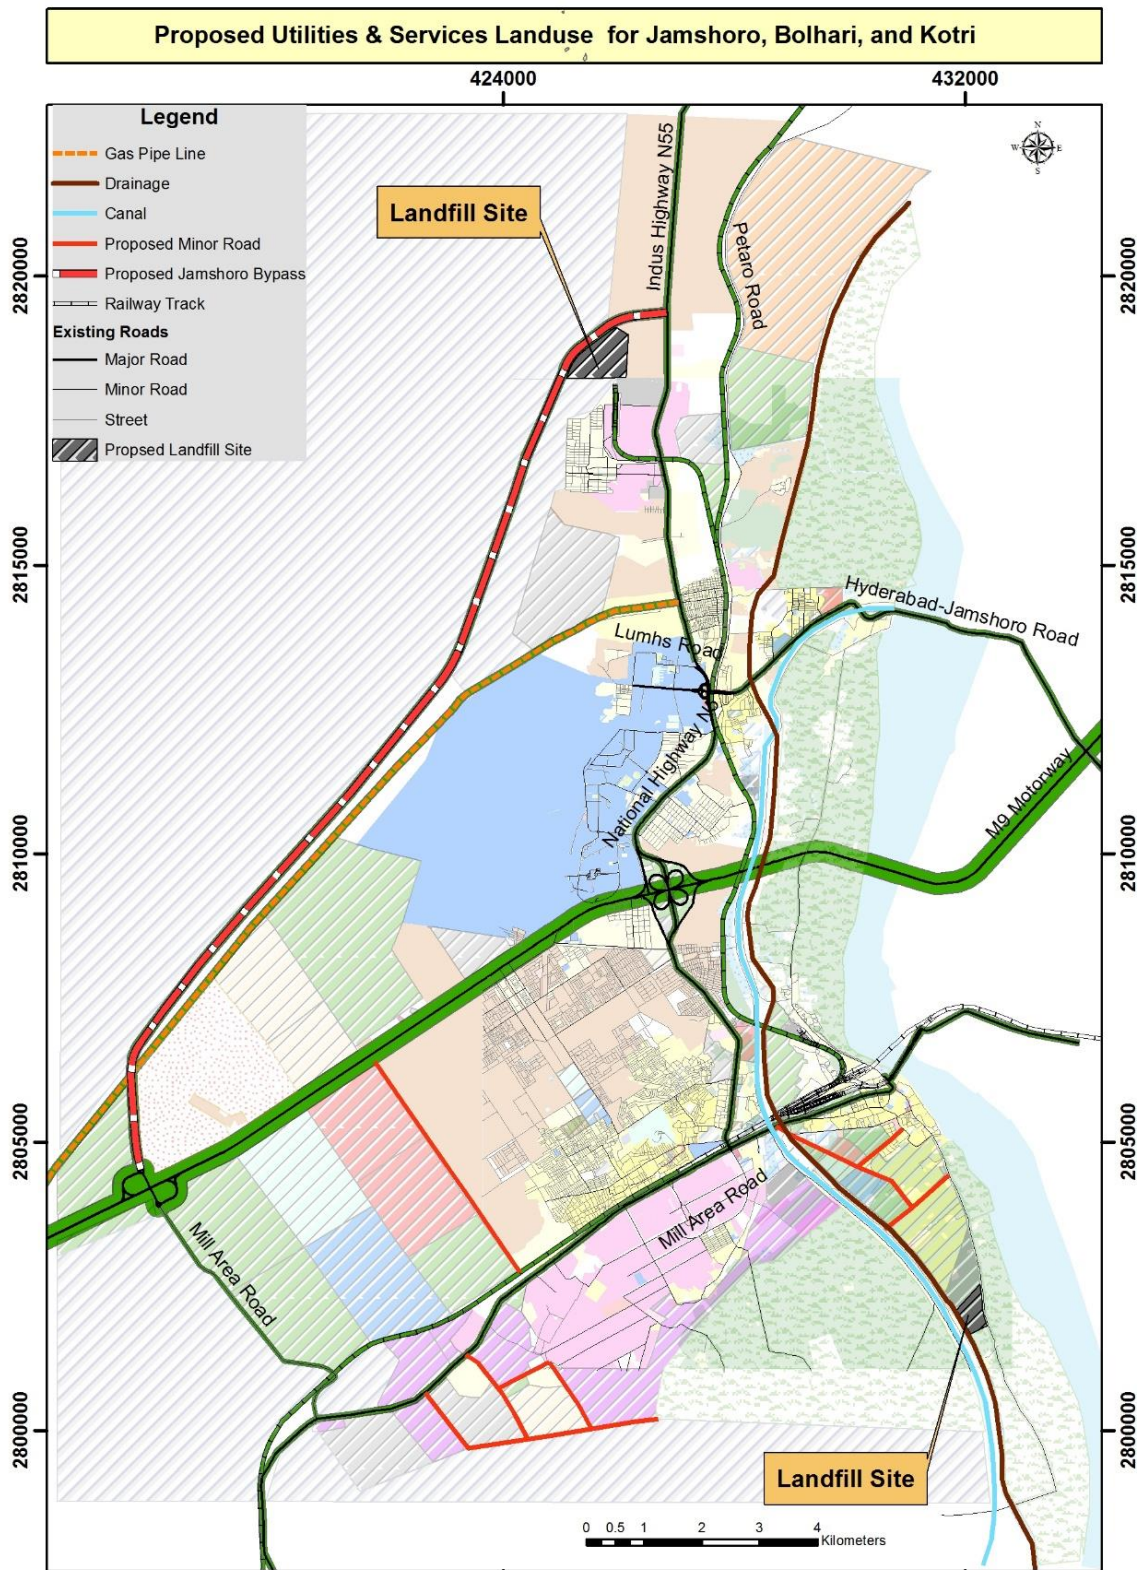 Proposed Utilities & Services Landuse for Jamshoro, Bolhari, and Kotri
424000
432000
Legend
Gas Pipe Line
Drainage
Canal
Proposed Minor Road
Proposed Jamshoro Bypass
Railway Track
Existing Roads
Major Road
Minor Road
Street
Propsed Landfill Site
N
W
E
S
Landfill Site
Indus Highway N55
Petaro Road
2820000
2820000
2815000
2815000
Hyderabad-Jamshoro Road
Lumhs Road
National Highway
M9 Motorway
2810000
2810000
2805000
2805000
Mill Area Road
Mill Area Road
2800000
2800000
Landfill Site
0 0.5 1 2 3 4
Kilometers